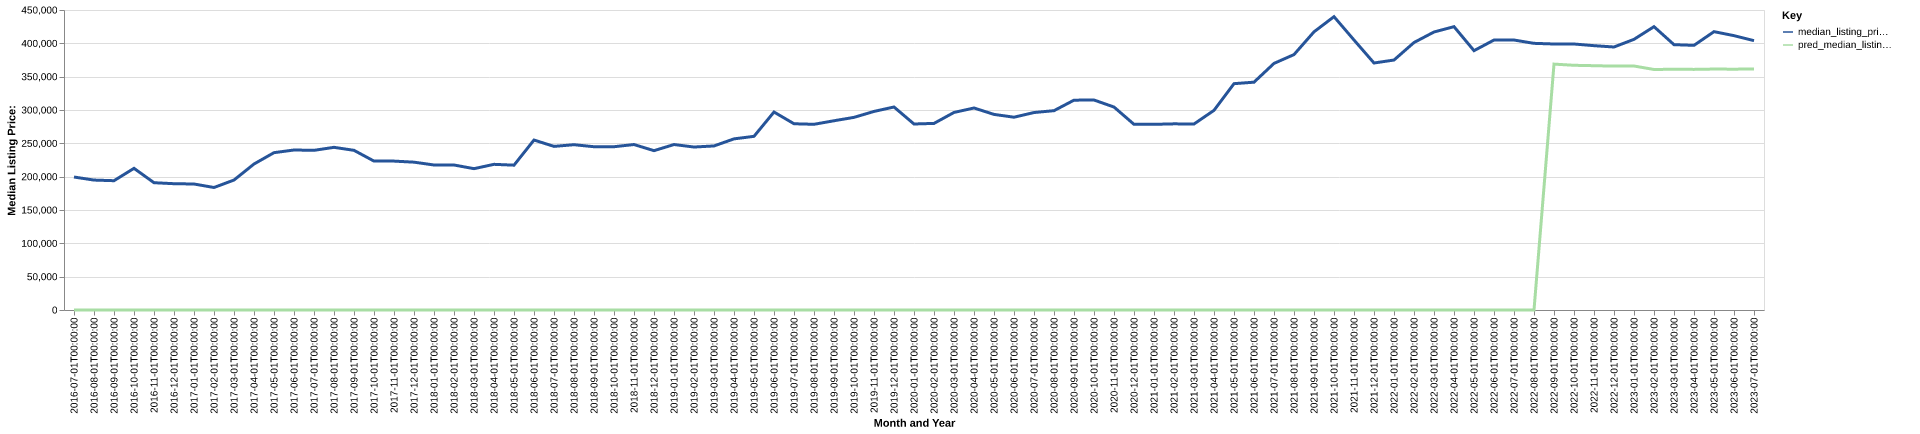 450,000
400,000
350,000
300,000
250,000
200,000
150,000
100,000
50,000
0
Median Listing Price:
2016-07-01T00:00:00
2016-08-01T00:00:00
2016-09-01T00:00:00
2016-10-01T00:00:00
2016-11-01T00:00:00
2016-12-01T00:00:00
2017-01-01T00:00:00
2017-02-01T00:00:00
2017-03-01T00:00:00
2017-04-01T00:00:00
2017-05-01T00:00:00
2017-06-01T00:00:00
2017-07-01T00:00:00
2017-08-01T00:00:00
2017-09-01T00:00:00
2017-10-01T00:00:00
2017-11-01T00:00:00
2017-12-01T00:00:00
2018-01-01T00:00:00
2018-02-01T00:00:00
2018-03-01T00:00:00
2018-04-01T00:00:00
2018-05-01T00:00:00
2018-06-01T00:00:00
2018-07-01T00:00:00
2018-08-01T00:00:00
2018-09-01T00:00:00
2018-10-01T00:00:00
2018-11-01T00:00:00
2018-12-01T00:00:00
2019-01-01T00:00:00
2019-02-01T00:00:00
2019-03-01T00:00:00
2019-04-01T00:00:00
2019-05-01T00:00:00
2019-06-01T00:00:00
2019-07-01T00:00:00
2019-08-01T00:00:00
2019-09-01T00:00:00
2019-10-01T00:00:00
2019-11-01T00:00:00
2019-12-01T00:00:00
2020-01-01T00:00:00
2020-02-01T00:00:00
2020-03-01T00:00:00
2020-04-01T00:00:00
2020-05-01T00:00:00
2020-06-01T00:00:00
2020-07-01T00:00:00
2020-08-01T00:00:00
2020-09-01T00:00:00
2020-10-01T00:00:00
2020-11-01T00:00:00
2020-12-01T00:00:00
2021-01-01T00:00:00
2021-02-01T00:00:00
2021-03-01T00:00:00
2021-04-01T00:00:00
2021-05-01T00:00:00
2021-06-01T00:00:00
2021-07-01T00:00:00
2021-08-01T00:00:00
2021-09-01T00:00:00
2021-10-01T00:00:00
2021-11-01T00:00:00
2021-12-01T00:00:00
2022-01-01T00:00:00
2022-02-01T00:00:00
2022-03-01T00:00:00
2022-04-01T00:00:00
2022-05-01T00:00:00
2022-06-01T00:00:00
2022-07-01T00:00:00
2022-08-01T00:00:00
2022-09-01T00:00:00
2022-10-01T00:00:00
2022-11-01T00:00:00
2022-12-01T00:00:00
2023-01-01T00:00:00
2023-02-01T00:00:00
2023-03-01T00:00:00
2023-04-01T00:00:00
2023-05-01T00:00:00
2023-06-01T00:00:00
2023-07-01T00:00:00
Month and Year
Key
median_listing_pri…
pred_median_listin…